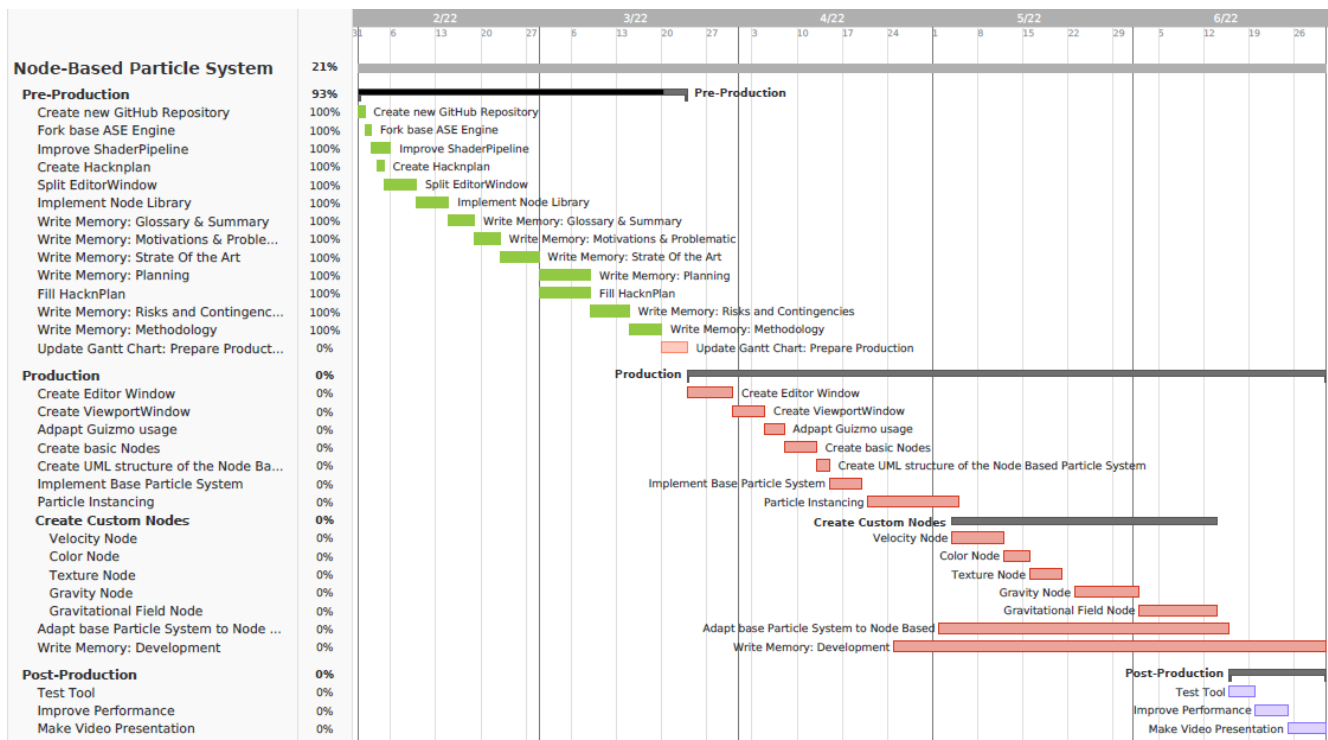 2/22 3/22 4/22 5/22 6/22
31 6 13 20 27 6 13 20 27 3 10 17 24 1 8 15 22 29 5 12 19 26
Node-Based Particle System 21%
Pre-Production 93% Pre-Production
Create new GitHub Repository 100% Create new GitHub Repository
Fork base ASE Engine 100% Fork base ASE Engine
Improve ShaderPipeline 100% Improve ShaderPipeline
Create Hacknplan 100% Create Hacknplan
Split EditorWindow 100% Split EditorWindow
Implement Node Library 100% Implement Node Library
Write Memory: Glossary & Summary 100% Write Memory: Glossary & Summary
Write Memory: Motivations & Proble... 100% Write Memory: Motivations & Problematic
Write Memory: Strate Of the Art 100% Write Memory: Strate Of the Art
Write Memory: Planning 100% Write Memory: Planning
Fill HacknPlan 100% Fill HacknPlan
Write Memory: Risks and Contingenc... 100% Write Memory: Risks and Contingencies
Write Memory: Methodology 100% Write Memory: Methodology
Update Gantt Chart: Prepare Product... 0% Update Gantt Chart: Prepare Production
Production 0% Production
Create Editor Window 0% Create Editor Window
Create ViewportWindow 0% Create ViewportWindow
Adpapt Guizmo usage 0% Adpapt Guizmo usage
Create basic Nodes 0% Create basic Nodes
Create UML structure of the Node Ba... 0% Create UML structure of the Node Based Particle System
Implement Base Particle System 0% Implement Base Particle System
Particle Instancing 0% Particle Instancing
Create Custom Nodes 0% Create Custom Nodes
Velocity Node 0% Velocity Node
Color Node 0% Color Node
Texture Node 0% Texture Node
Gravity Node 0% Gravity Node
Gravitational Field Node 0% Gravitational Field Node
Adapt base Particle System to Node ... 0% Adapt base Particle System to Node Based
Write Memory: Development 0% Write Memory: Development
Post-Production 0% Post-Production
Test Tool 0% Test Tool
Improve Performance 0% Improve Performance
Make Video Presentation 0% Make Video Presentation